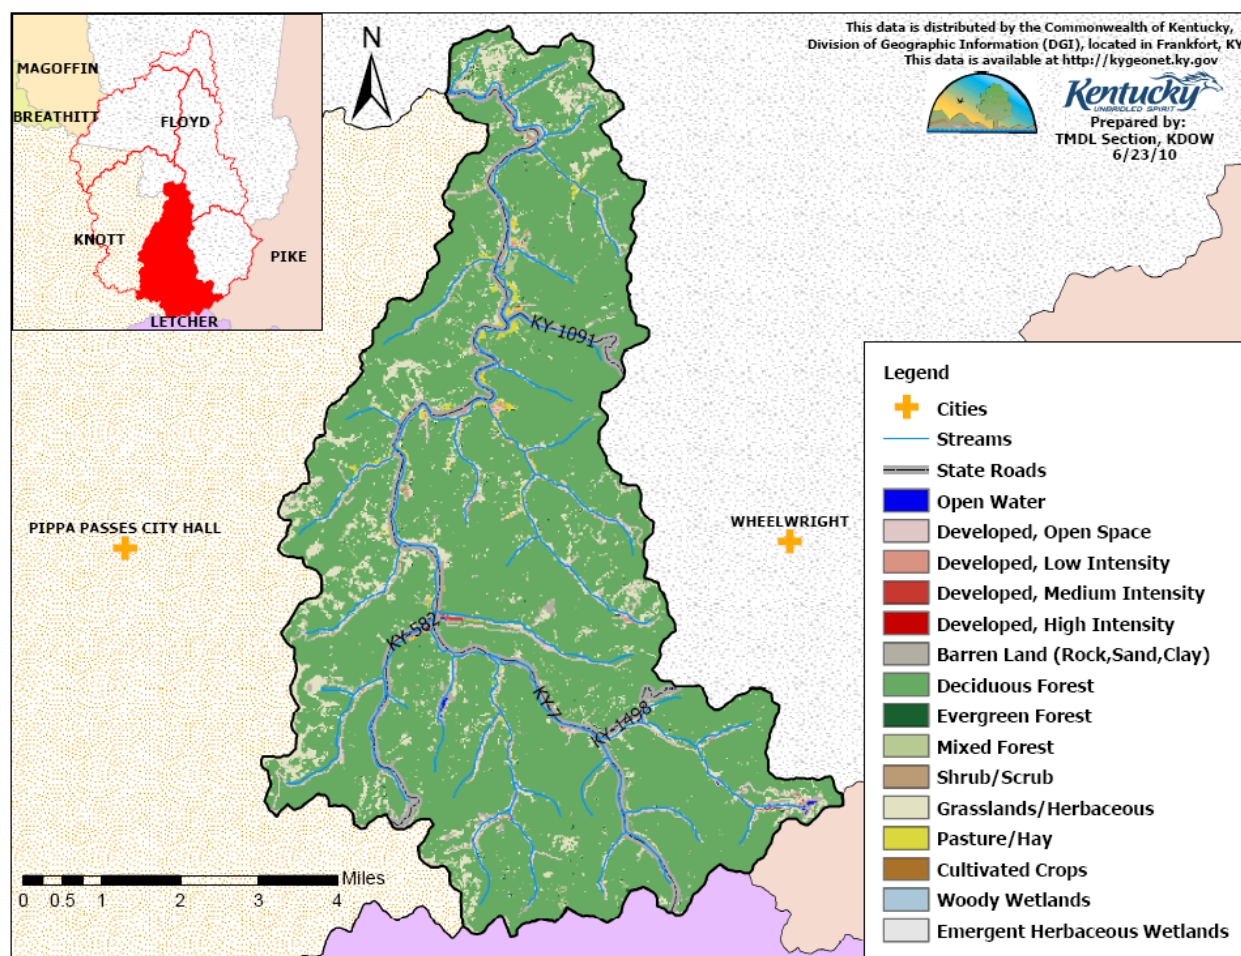 This data is distributed by the Commonwealth of Kentucky,
Division of Geographic Information (DGI), located in Frankfort, KY
This data is available at http://kygeonet.ky.gov
Kentucky
UNBRIDLED SPIRIT
Prepared by:
TMDL Section, KDOW
6/23/10
N
MAGOFFIN
BREATHITT
FLOYD
KNOTT
PIKE
LETCHER
KY-1091
PIPPA PASSES CITY HALL
WHEELWRIGHT
KY-582
KY-7
KY-1498
Miles
0 0.5 1 2 3 4
Legend
Cities
Streams
State Roads
Open Water
Developed, Open Space
Developed, Low Intensity
Developed, Medium Intensity
Developed, High Intensity
Barren Land (Rock,Sand,Clay)
Deciduous Forest
Evergreen Forest
Mixed Forest
Shrub/Scrub
Grasslands/Herbaceous
Pasture/Hay
Cultivated Crops
Woody Wetlands
Emergent Herbaceous Wetlands